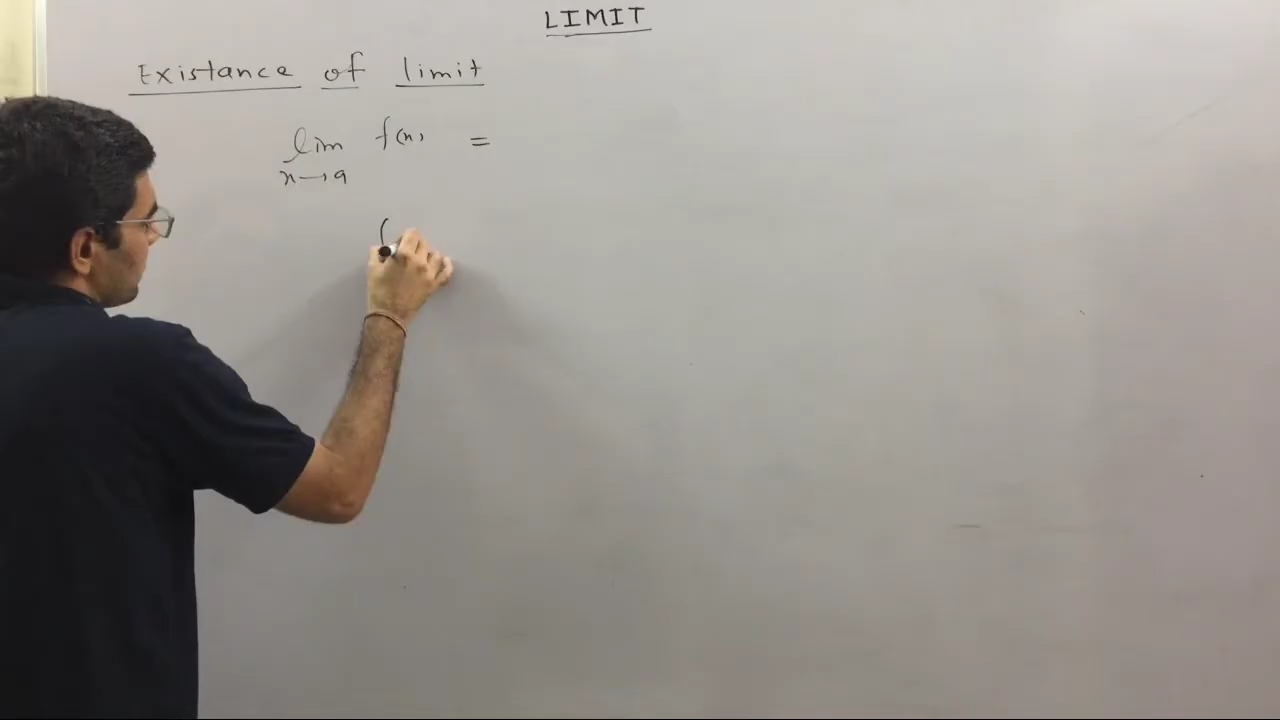 LIMIT
Existance of limit
lim f(x) =
x→a
(